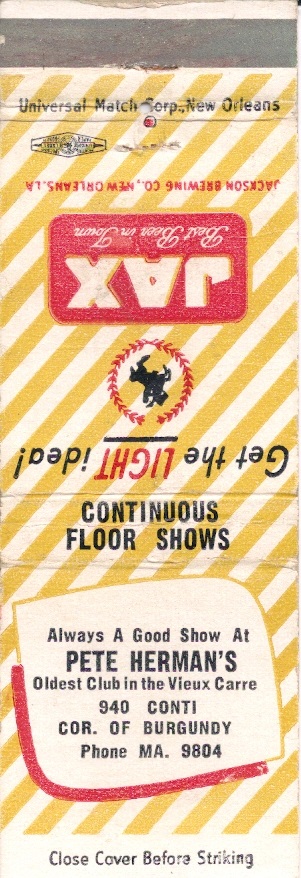 Universal Match Corp., New Orleans
JACKSON BREWING CO., NEW ORLEANS, LA
Best Beer in Town
JAX
Get the LIGHT idea!
CONTINUOUS
FLOOR SHOWS
Always A Good Show At
PETE HERMAN'S
Oldest Club in the Vieux Carre
940 CONTI
COR. OF BURGUNDY
Phone MA. 9804
Close Cover Before Striking